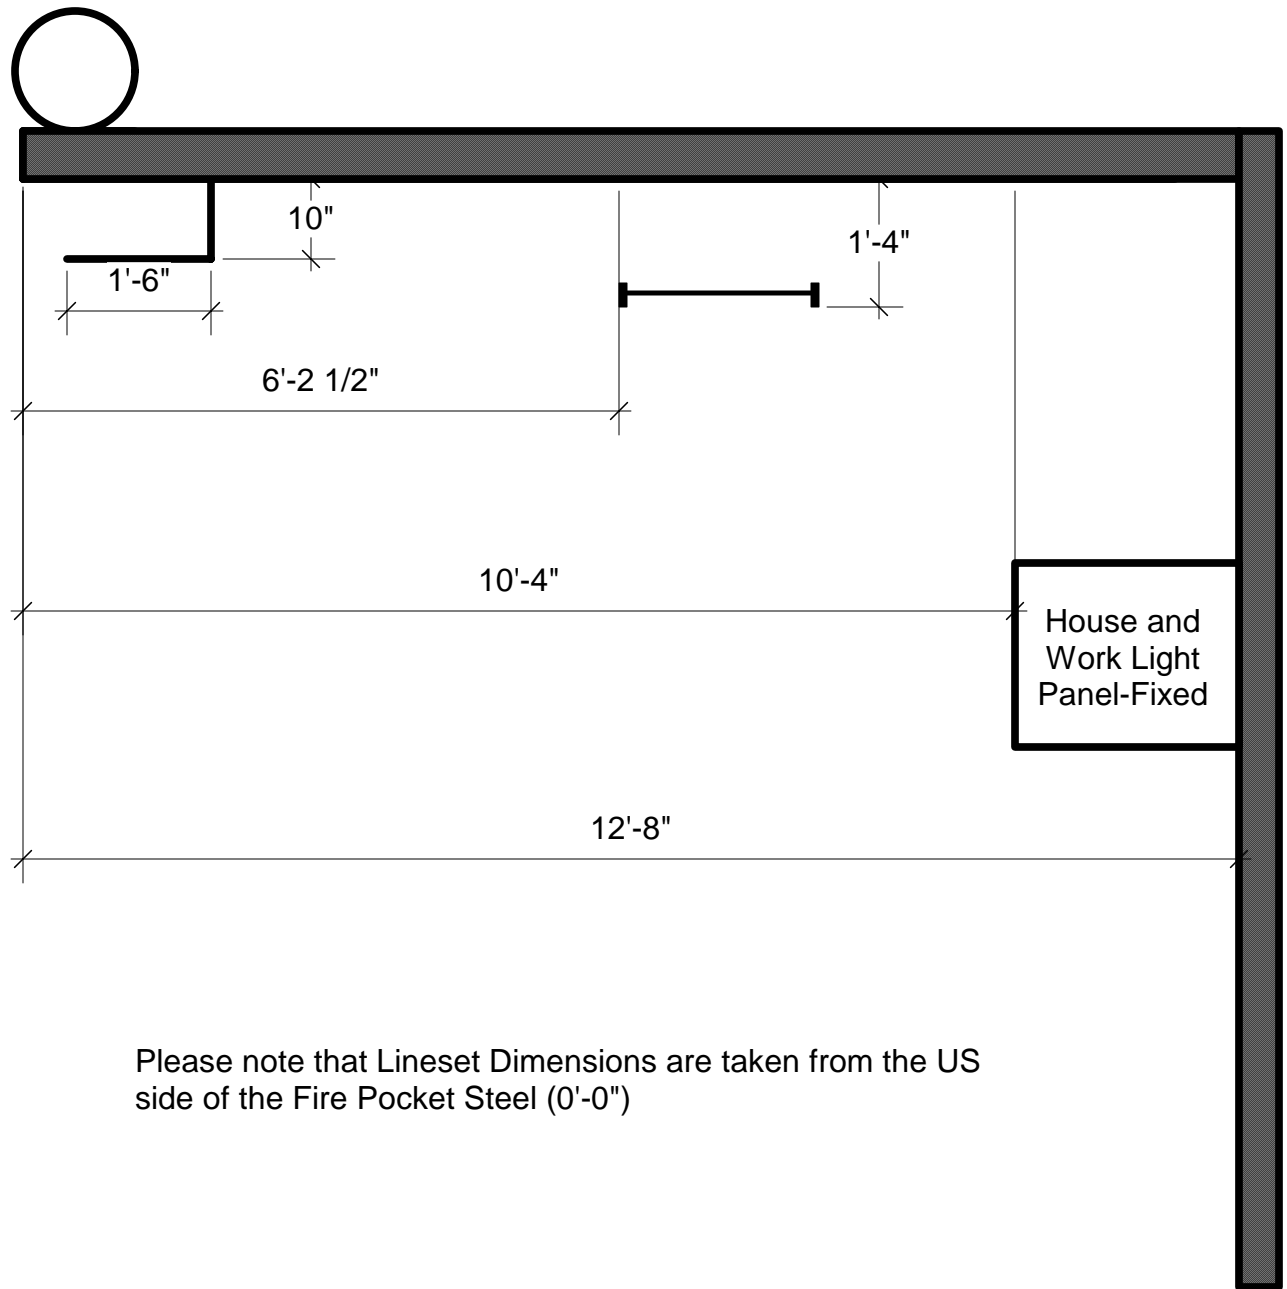 10"
1'-4"
1'-6"
6'-2 1/2"
10'-4"
House and
Work Light
Panel-Fixed
12'-8"
Please note that Lineset Dimensions are taken from the US
side of the Fire Pocket Steel (0'-0")